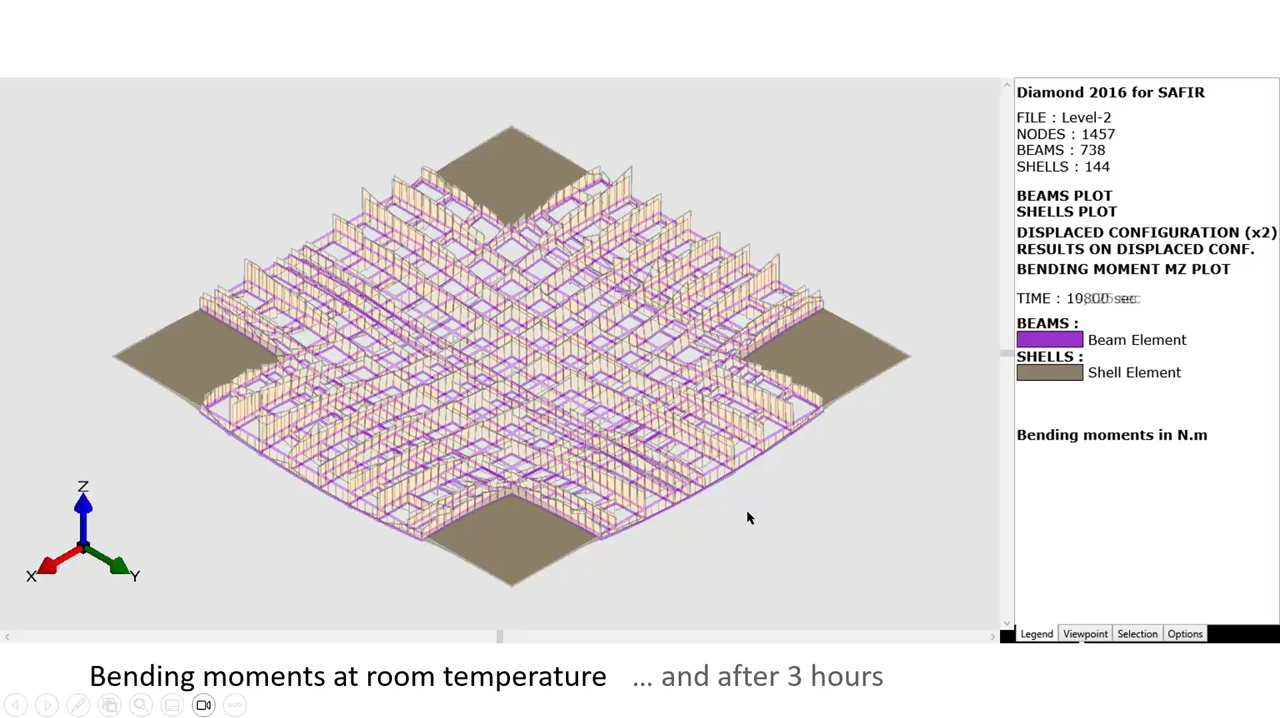 Diamond 2016 for SAFIR
FILE : Level-2
NODES : 1457
BEAMS : 738
SHELLS : 144
BEAMS PLOT
SHELLS PLOT
DISPLACED CONFIGURATION (x2)
RESULTS ON DISPLACED CONF.
BENDING MOMENT MZ PLOT
TIME : sec
BEAMS :
Beam Element
SHELLS :
Shell Element
Bending moments in N.m
Z
X
Y
Legend Viewpoint Selection Options
Bending moments at room temperature ... and after 3 hours